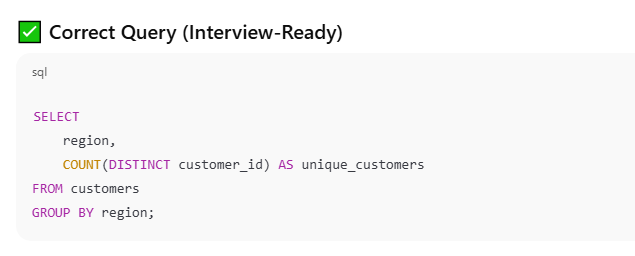 ✅ Correct Query (Interview-Ready)
sql
SELECT
    region,
    COUNT(DISTINCT customer_id) AS unique_customers
FROM customers
GROUP BY region;